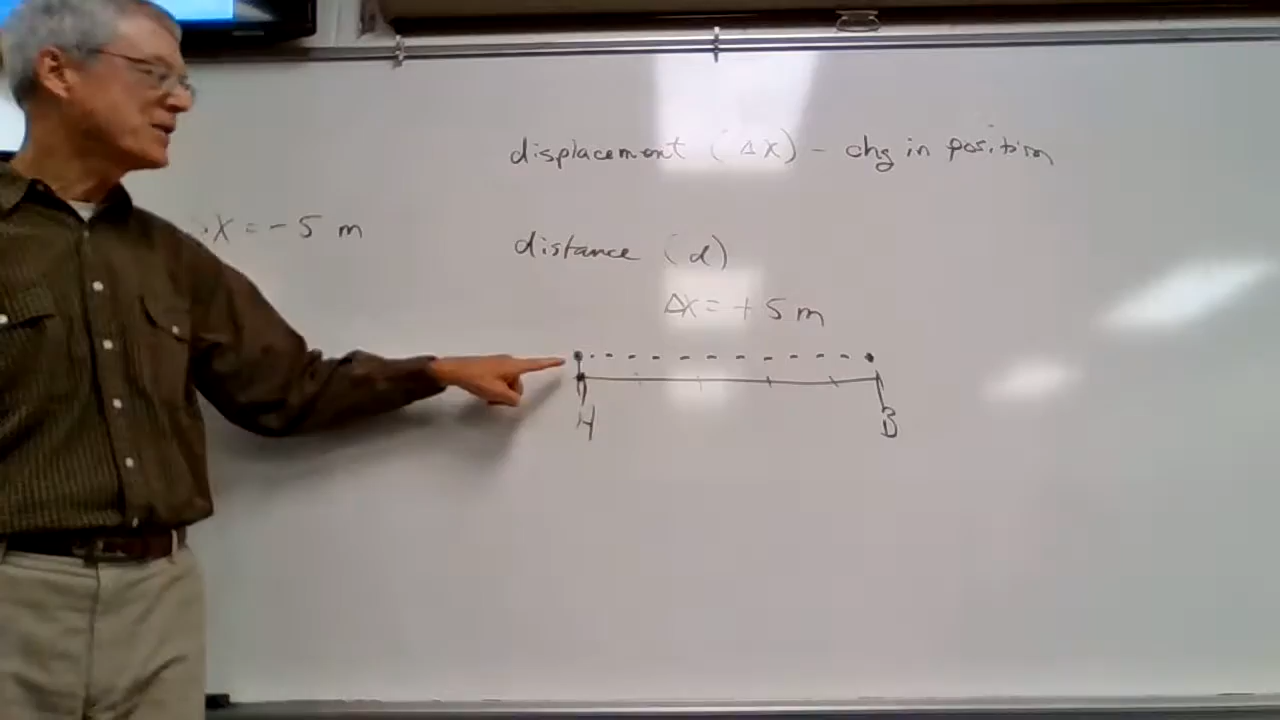 displacement (Δx) - chg in position
x = - 5 m
distance (d)
Δx = + 5 m
A B